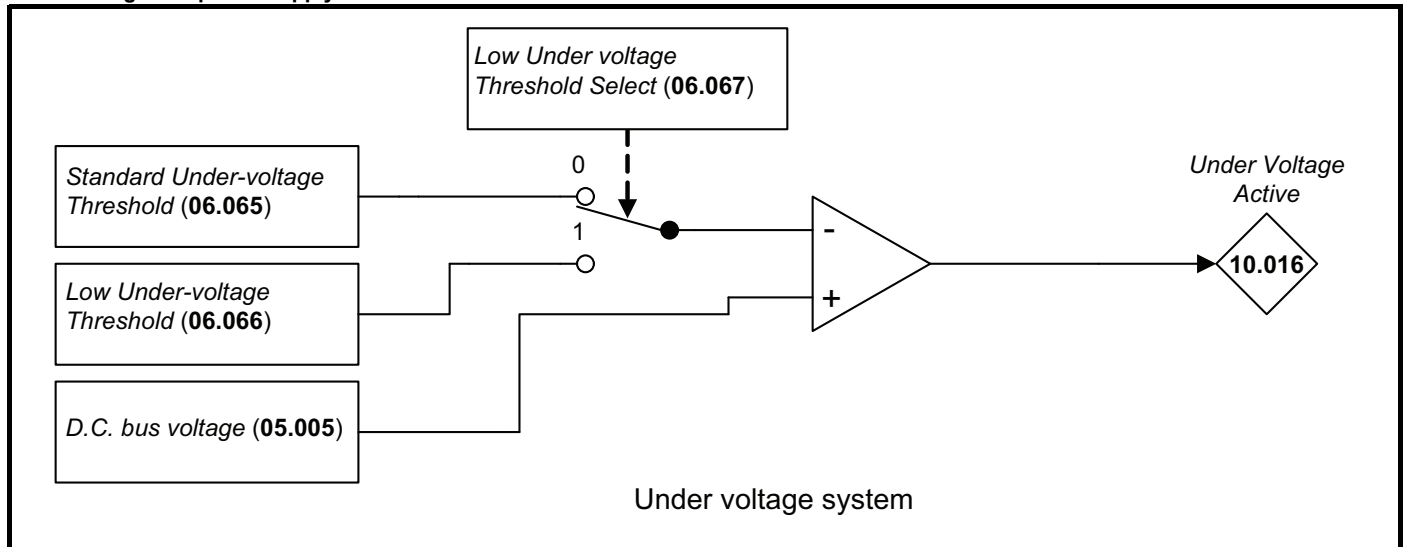 Low Under voltage
Threshold Select (06.067)
0
Standard Under-voltage
Threshold (06.065)
1
Low Under-voltage
Threshold (06.066)
D.C. bus voltage (05.005)
-
+
Under Voltage
Active
10.016
Under voltage system